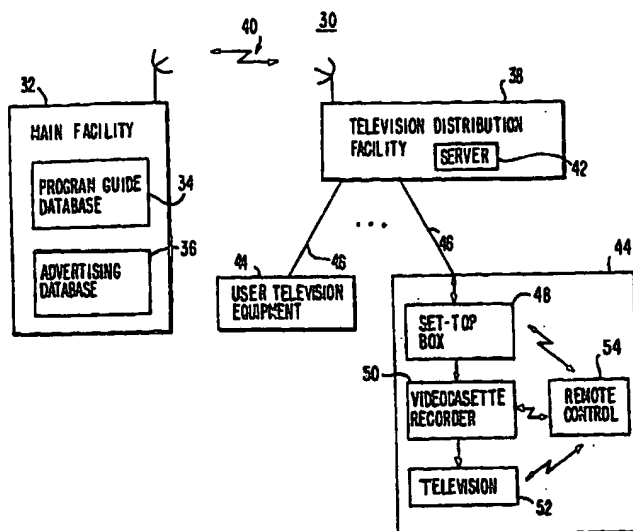 40
30
32
38
MAIN FACILITY
PROGRAM GUIDE
DATABASE
34
ADVERTISING
DATABASE
36
TELEVISION DISTRIBUTION
FACILITY
SERVER
42
...
46
46
44
USER TELEVISION
EQUIPMENT
44
48
SET-TOP
BOX
54
50
VIDEOCASETTE
RECORDER
REMOTE
CONTROL
TELEVISION
52